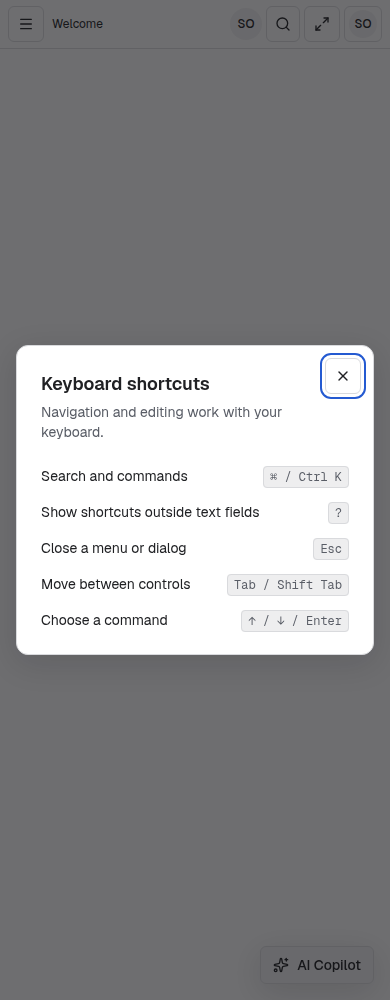 Welcome
SO
SO
Keyboard shortcuts
Navigation and editing work with your
keyboard.
Search and commands
⌘ / Ctrl K
Show shortcuts outside text fields
?
Close a menu or dialog
Esc
Move between controls
Tab / Shift Tab
Choose a command
↑ / ↓ / Enter
AI Copilot